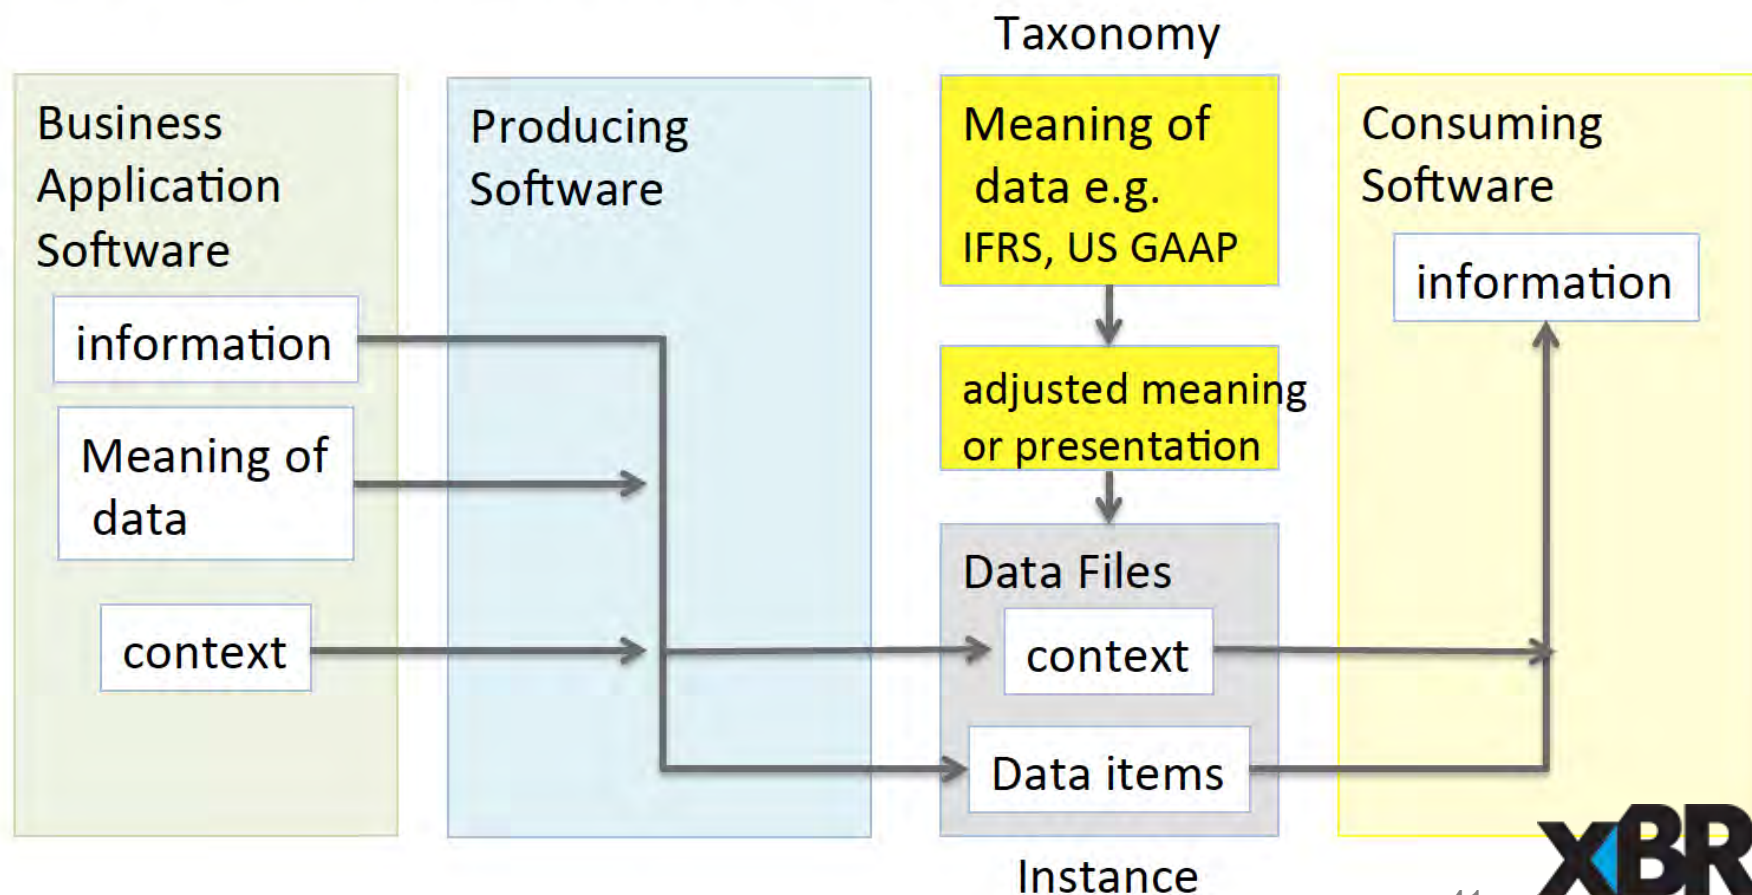 Taxonomy
Business
Application
Software
information
Meaning of
data
context
Producing
Software
Meaning of
data e.g.
IFRS, US GAAP
adjusted meaning
or presentation
Data Files
context
Data items
Instance
Consuming
Software
information
XBR